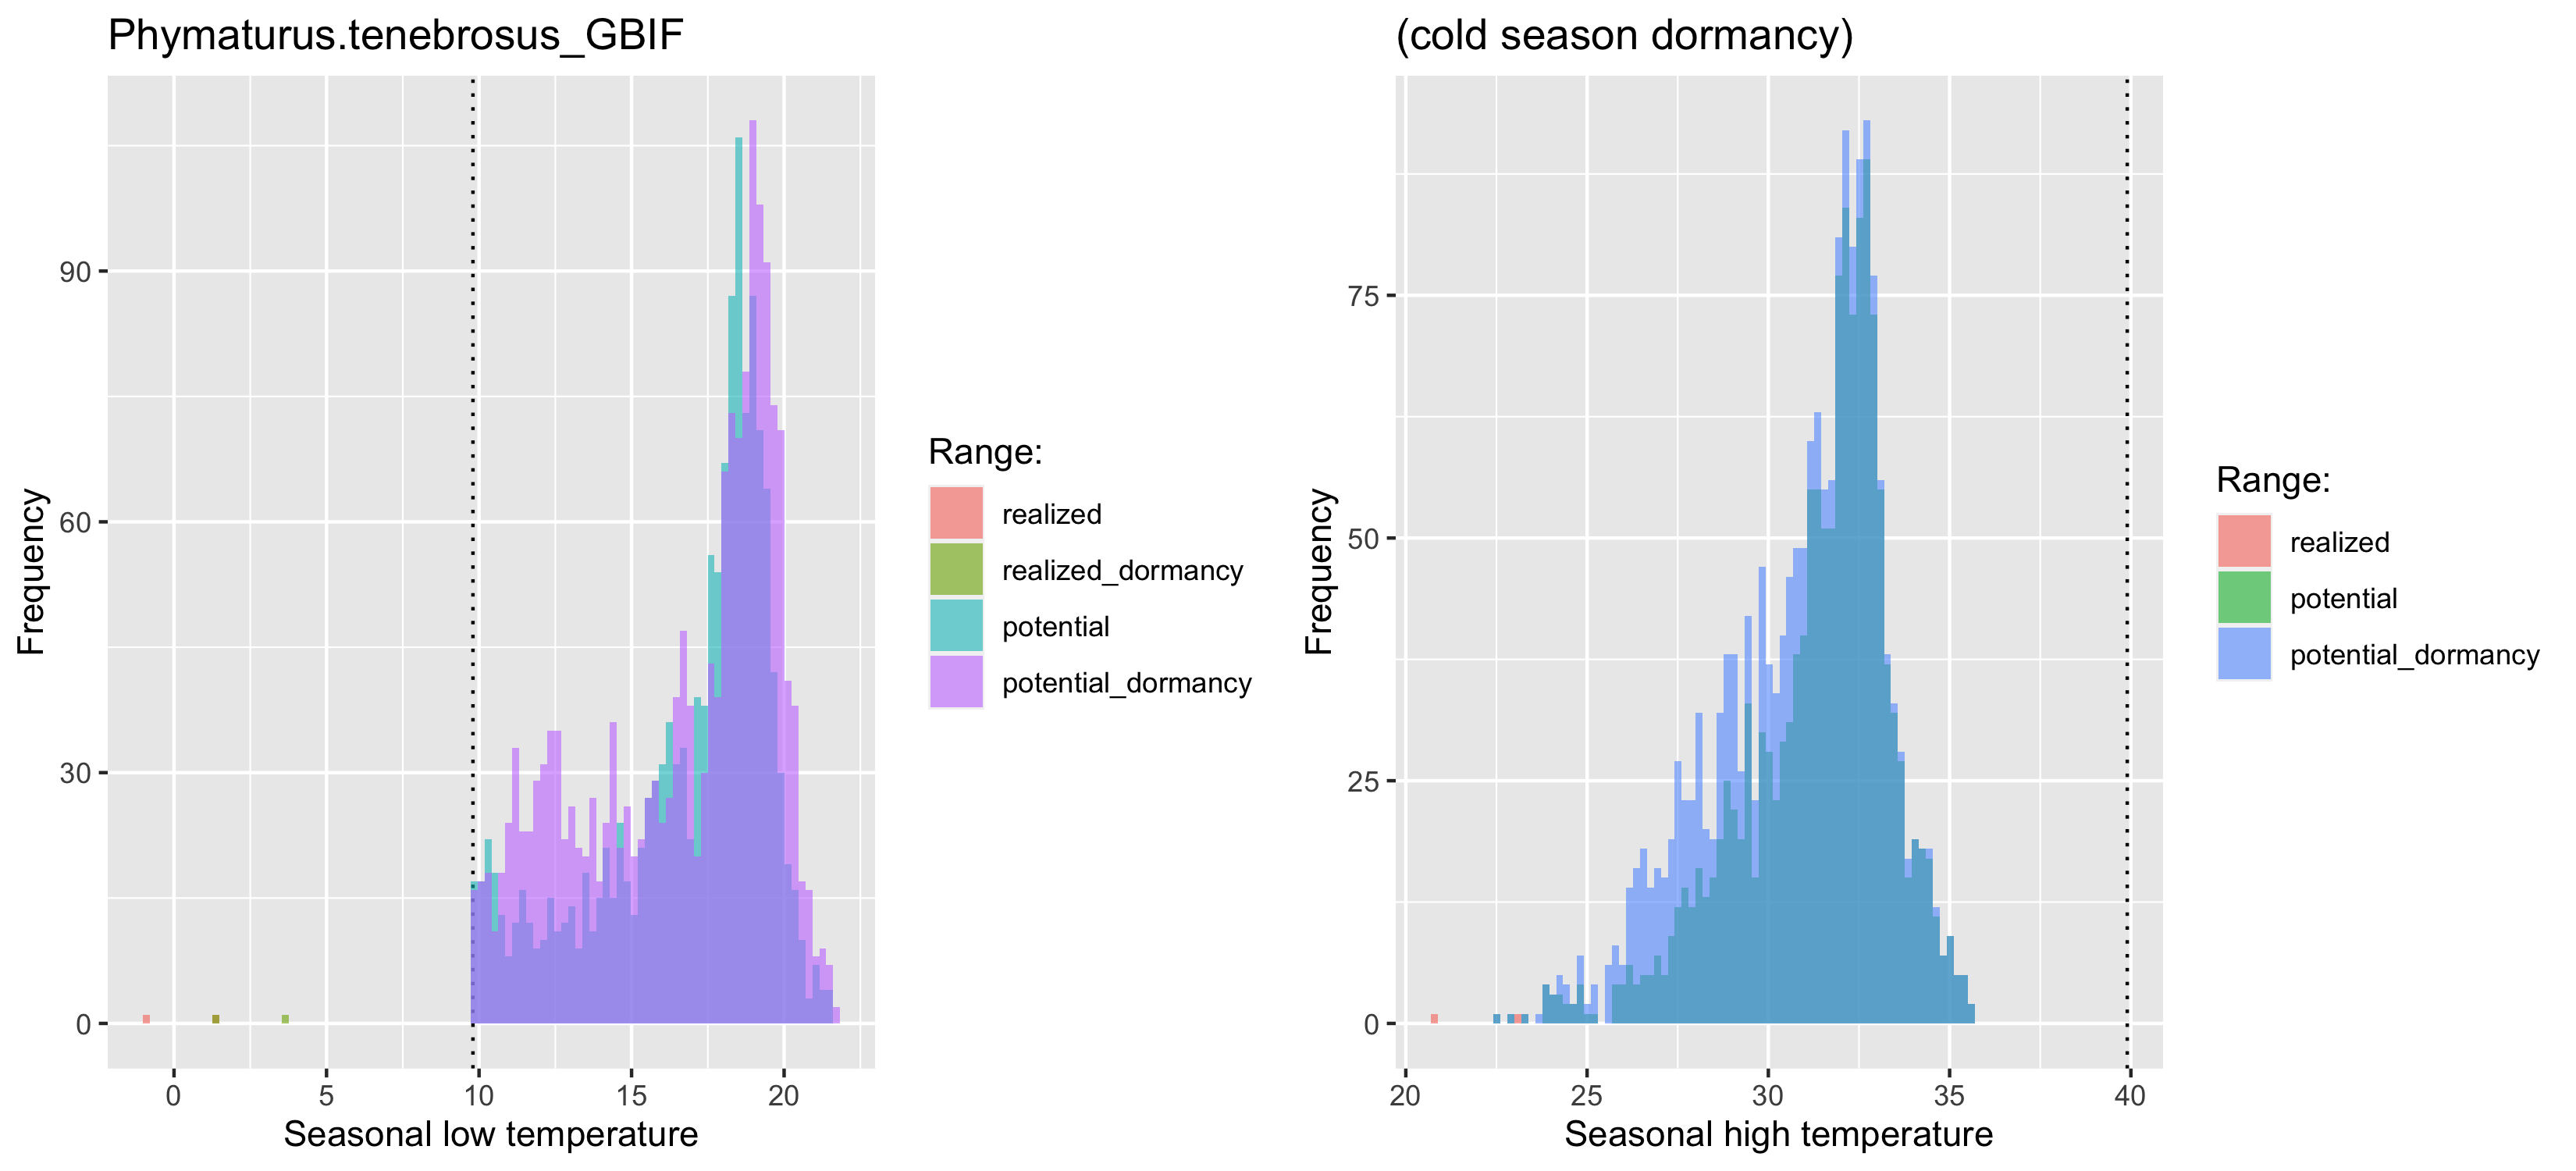 Phymaturus.tenebrosus_GBIF
Frequency
90
60
30
0
0 5 10 15 20
Seasonal low temperature
Range:
realized
realized_dormancy
potential
potential_dormancy
(cold season dormancy)
Frequency
75
50
25
0
20 25 30 35 40
Seasonal high temperature
Range:
realized
potential
potential_dormancy